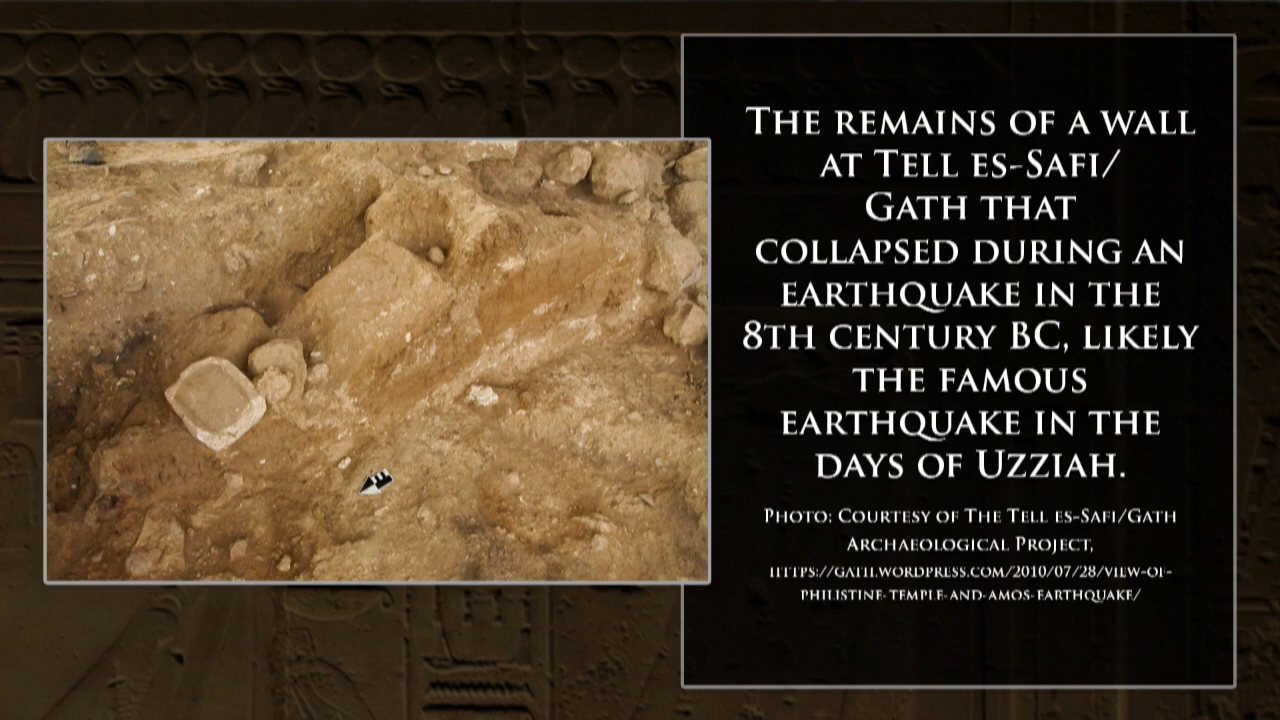 The remains of a wall
at Tell es-Safi/
Gath that
collapsed during an
earthquake in the
8th century BC, likely
the famous
earthquake in the
days of Uzziah.
Photo: Courtesy of The Tell es-Safi/Gath
Archaeological Project,
https://gath.wordpress.com/2010/07/28/view-of-
philistine-temple-and-amos-earthquake/